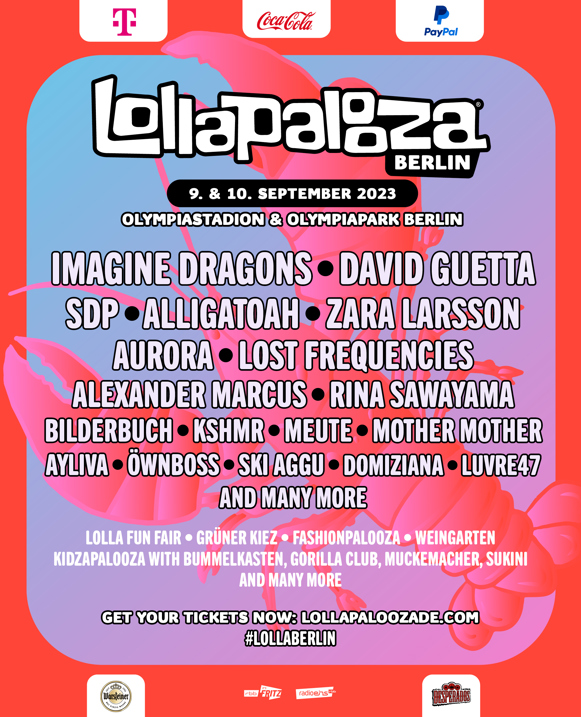 T
Coca-Cola
PayPal
Lollapalooza
BERLIN
9. & 10. SEPTEMBER 2023
OLYMPIASTADION & OLYMPIAPARK BERLIN
IMAGINE DRAGONS • DAVID GUETTA
SDP • ALLIGATOAH • ZARA LARSSON
AURORA • LOST FREQUENCIES
ALEXANDER MARCUS • RINA SAWAYAMA
BILDERBUCH • KSHMR • MEUTE • MOTHER MOTHER
AYLIVA • ÖWNBOSS • SKI AGGU • DOMIZIANA • LUVRE47
AND MANY MORE
LOLLA FUN FAIR • GRÜNER KIEZ • FASHIONPALOOZA • WEINGARTEN
KIDZAPALOOZA WITH BUMMELKASTEN, GORILLA CLUB, MUCKEMACHER, SUKINI
AND MANY MORE
GET YOUR TICKETS NOW: LOLLAPALOOZADE.COM
#LOLLABERLIN
Warsteiner
FRITZ
radioeins
DESPERADOS